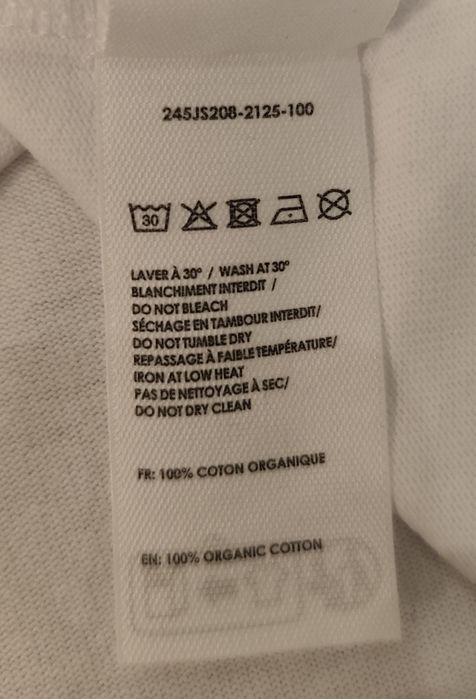 245JS208-2125-100
30
LAVER À 30° / WASH AT 30°
BLANCHIMENT INTERDIT /
DO NOT BLEACH
SÉCHAGE EN TAMBOUR INTERDIT/
DO NOT TUMBLE DRY
REPASSAGE À FAIBLE TEMPÉRATURE/
IRON AT LOW HEAT
PAS DE NETTOYAGE À SEC/
DO NOT DRY CLEAN
FR: 100% COTON ORGANIQUE
EN: 100% ORGANIC COTTON